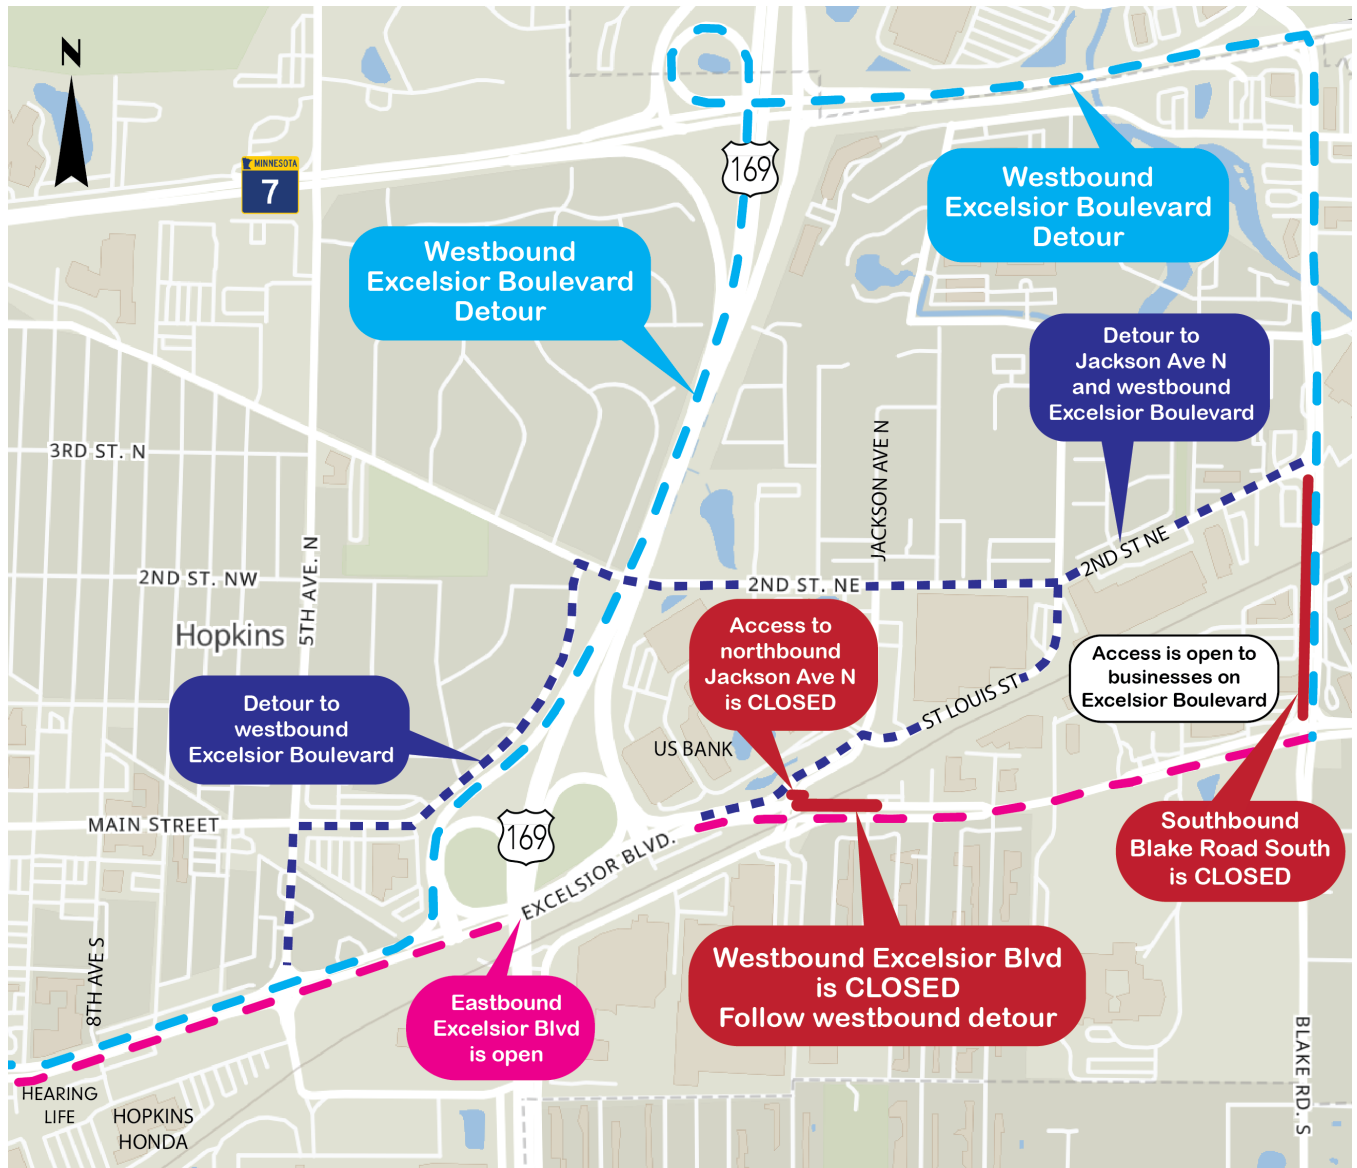 N
MINNESOTA
7
169
Westbound
Excelsior Boulevard
Detour
Westbound
Excelsior Boulevard
Detour
Detour to
Jackson Ave N
and westbound
Excelsior Boulevard
3RD ST. N
JACKSON AVE N
2ND ST NE
5TH AVE. N
2ND ST. NW
2ND ST. NE
Hopkins
Access to
northbound
Jackson Ave N
is CLOSED
Access is open to
businesses on
Excelsior Boulevard
Detour to
westbound
Excelsior Boulevard
ST LOUIS ST
US BANK
MAIN STREET
169
EXCELSIOR BLVD.
Southbound
Blake Road South
is CLOSED
8TH AVE S
Westbound Excelsior Blvd
is CLOSED
Follow westbound detour
Eastbound
Excelsior Blvd
is open
BLAKE RD. S
HEARING
LIFE
HOPKINS
HONDA